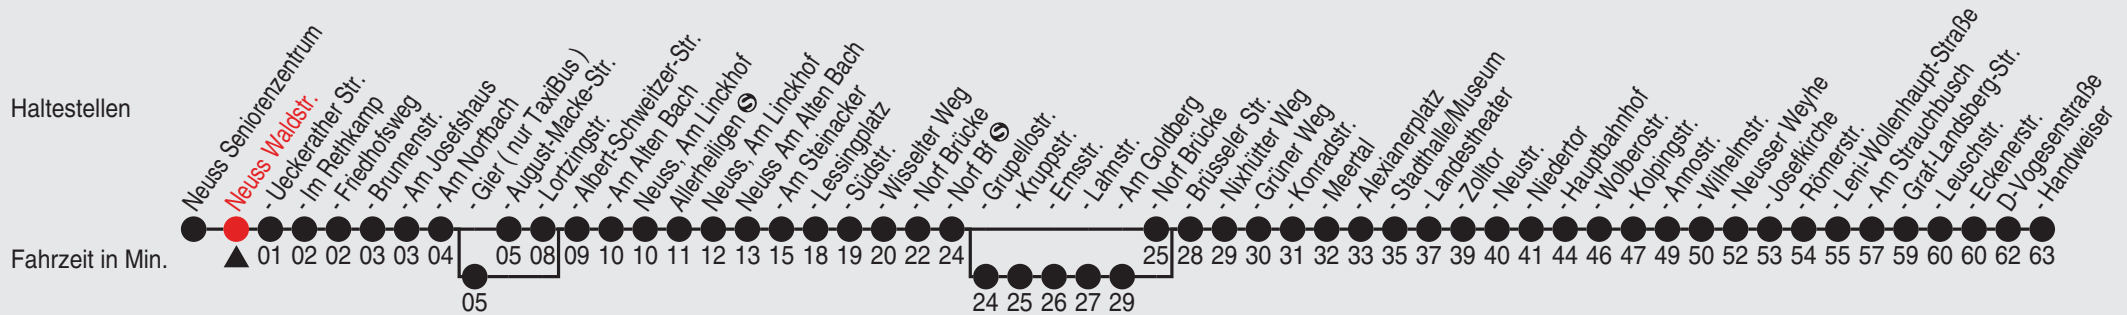 Haltestellen
Neuss Seniorenzentrum
Neuss Waldstr.
- Ueckerather Str.
- Im Rethkamp
- Friedhofsweg
- Brunnenstr.
- Am Josefshaus
- Am Norfbach
- Gier ( nur TaxiBus )
- August-Macke-Str.
- Lortzingstr.
- Albert-Schweitzer-Str.
- Am Alten Bach
Neuss, Am Linckhof
Allerheiligen S
Neuss, Am Linckhof
Neuss Am Alten Bach
- Am Steinacker
- Lessingplatz
- Südstr.
- Wisselter Weg
- Norf Brücke
- Norf Bf S
- Grupellostr.
- Kruppstr.
- Emsstr.
- Lahnstr.
- Am Goldberg
- Norf Brücke
- Brüsseler Str.
- Nixhütter Weg
- Grüner Weg
- Konradstr.
- Meertal
- Alexianerplatz
- Stadthalle/Museum
- Landestheater
- Zolltor
- Neustr.
- Niedertor
- Hauptbahnhof
- Wolberostr.
- Kolpingstr.
- Annostr.
- Wilhelmstr.
- Neusser Weyhe
- Josefkirche
- Römerstr.
- Leni-Wollenhaupt-Straße
- Am Strauchbusch
- Graf-Landsberg-Str.
- Leuschstr.
- Eckenerstr.
D-Vogesenstraße
- Handweiser
Fahrzeit in Min.
01 02 02 03 03 04 05 08 09 10 10 11 12 13 15 18 19 20 22 24 25 28 29 30 31 32 33 35 37 39 40 41 44 46 47 49 50 52 53 54 55 57 59 60 60 62 63
05 24 25 26 27 29